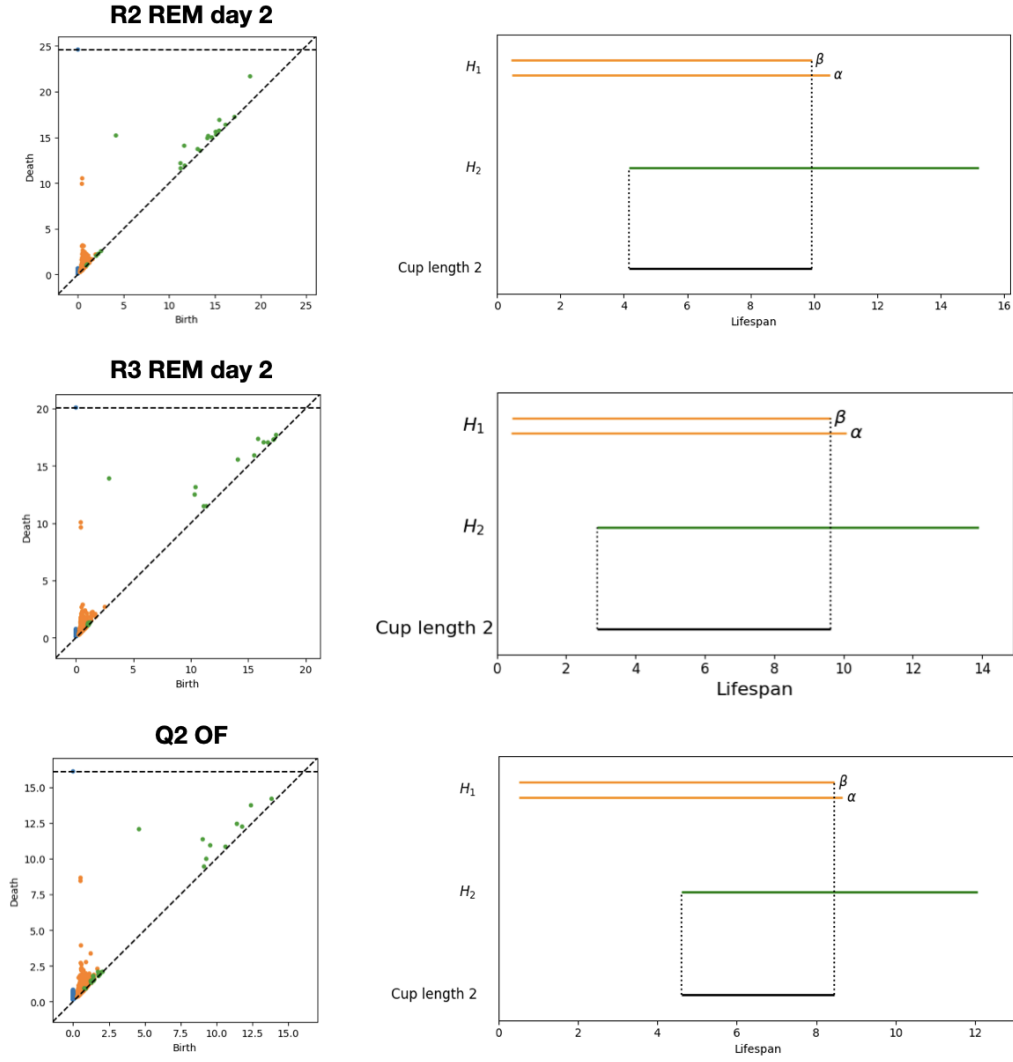 R2 REM day 2
25
20
15
10
5
0
Death
0 5 10 15 20 25
Birth
H₁
β
α
H₂
Cup length 2
0 2 4 6 8 10 12 14 16
Lifespan
R3 REM day 2
20
15
10
5
0
Death
0 5 10 15 20
Birth
H₁
β
α
H₂
Cup length 2
0 2 4 6 8 10 12 14
Lifespan
Q2 OF
15.0
12.5
10.0
7.5
5.0
2.5
0.0
Death
0.0 2.5 5.0 7.5 10.0 12.5 15.0
Birth
H₁
β
α
H₂
Cup length 2
0 2 4 6 8 10 12
Lifespan